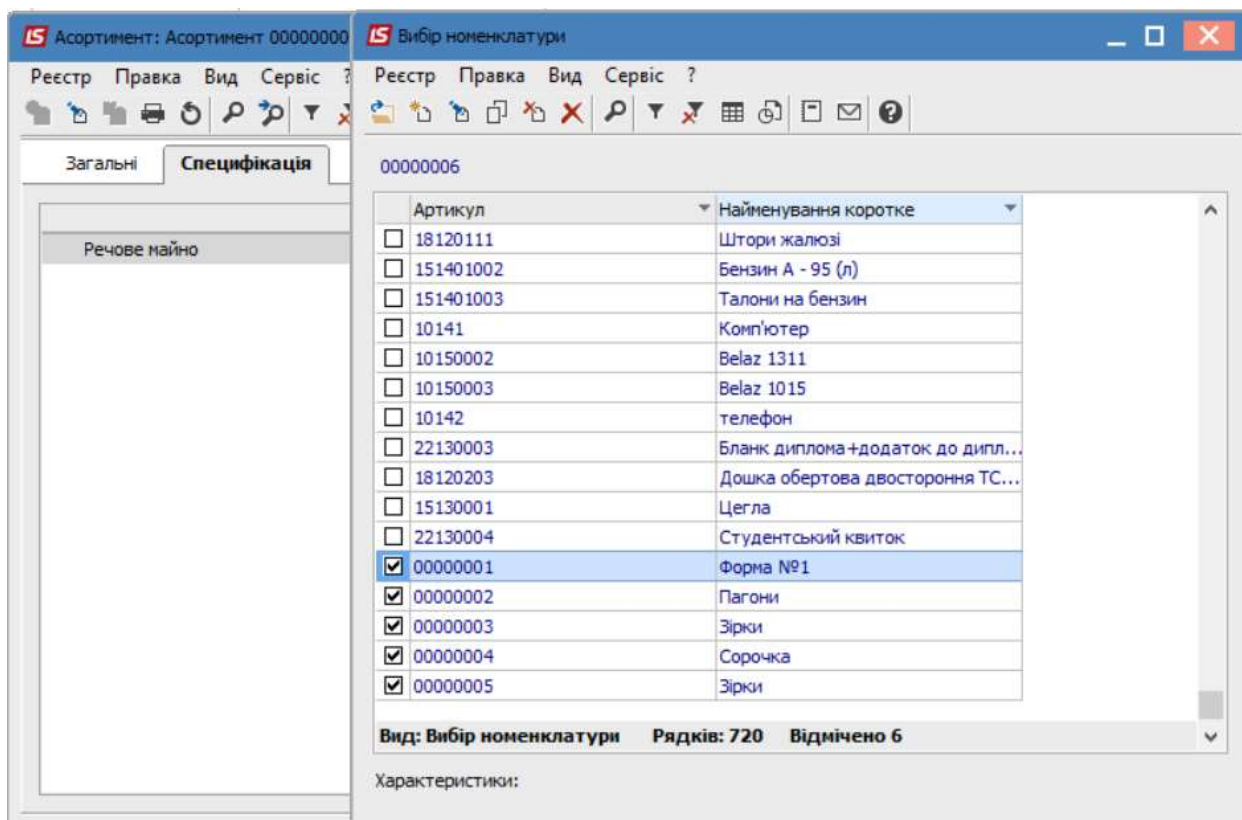 Асортимент: Асортимент 00000000
Реєстр Правка Вид Сервіс ?
Загальні Специфікація
Речове майно
Вибір номенклатури
Реєстр Правка Вид Сервіс ?
00000006
Артикул Найменування коротке
18120111 Штори жалюзі
151401002 Бензин А - 95 (л)
151401003 Талони на бензин
10141 Комп'ютер
10150002 Belaz 1311
10150003 Belaz 1015
10142 телефон
22130003 Бланк диплома+додаток до дипл...
18120203 Дошка обертова двостороння ТС...
15130001 Цегла
22130004 Студентський квиток
00000001 Форма №1
00000002 Пагони
00000003 Зірки
00000004 Сорочка
00000005 Зірки
Вид: Вибір номенклатури Рядків: 720 Відмічено 6
Характеристики: